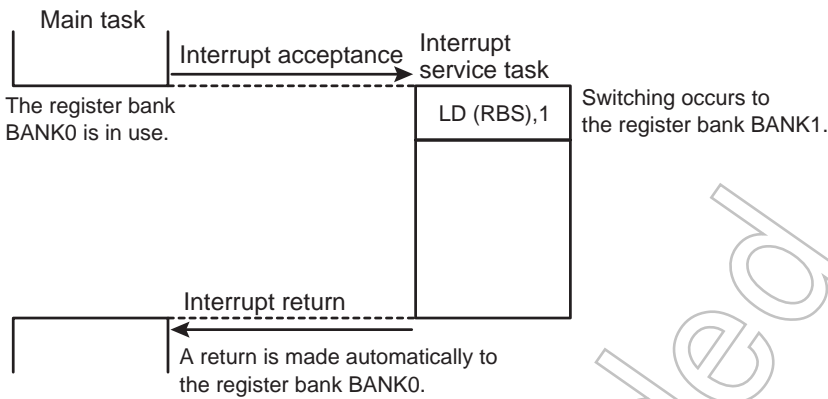 Main task
Interrupt acceptance
Interrupt
service task
The register bank
BANK0 is in use.
LD (RBS),1
Switching occurs to
the register bank BANK1.
Interrupt return
A return is made automatically to
the register bank BANK0.
ded